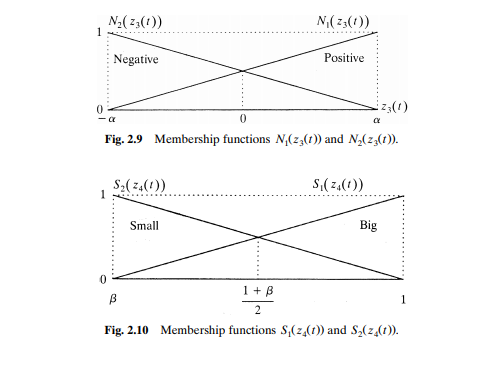 N₂(z₃(t)) N₁(z₃(t))
1
Negative Positive
0 z₃(t)
−α 0 α
Fig. 2.9 Membership functions N₁(z₃(t)) and N₂(z₃(t)).
S₂(z₄(t)) S₁(z₄(t))
1
Small Big
0
β 1 + β 1
2
Fig. 2.10 Membership functions S₁(z₄(t)) and S₂(z₄(t)).